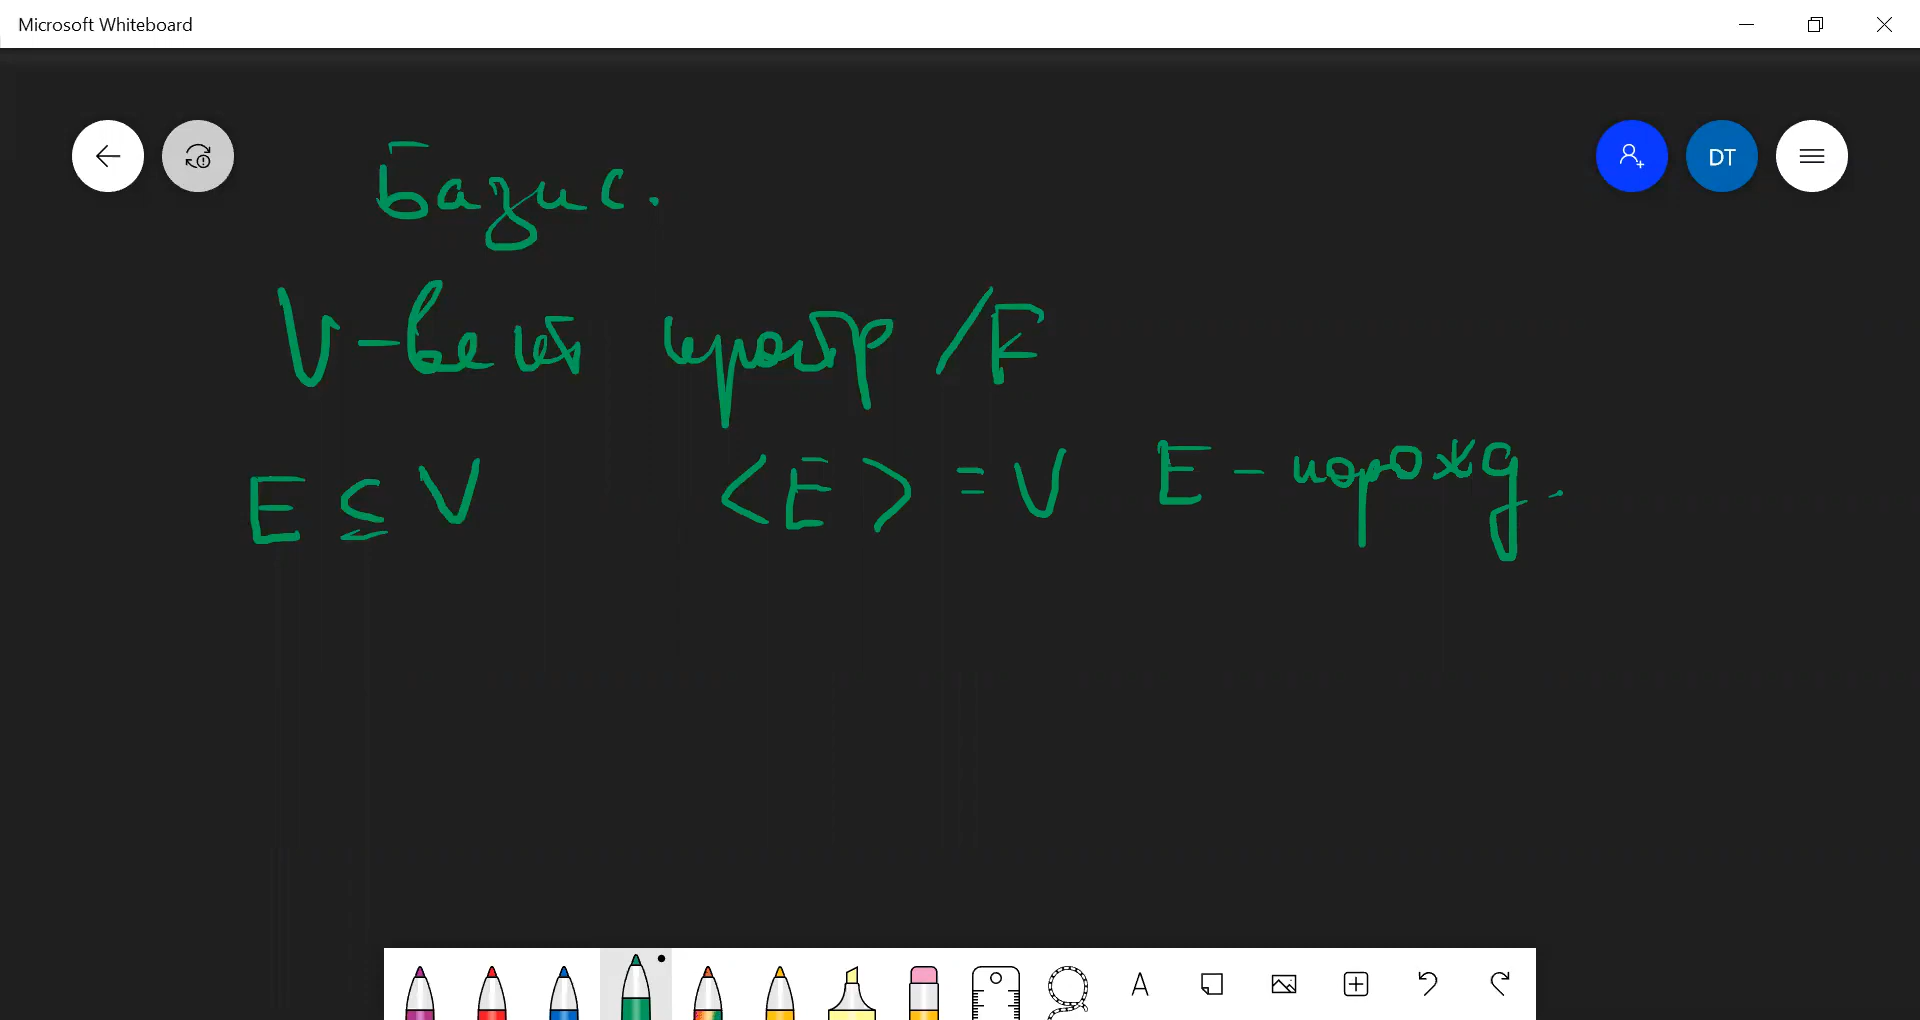 Microsoft Whiteboard
DT
Базис.
V - вект простр /F
E ⊆ V <E> = V E - порожд.
A